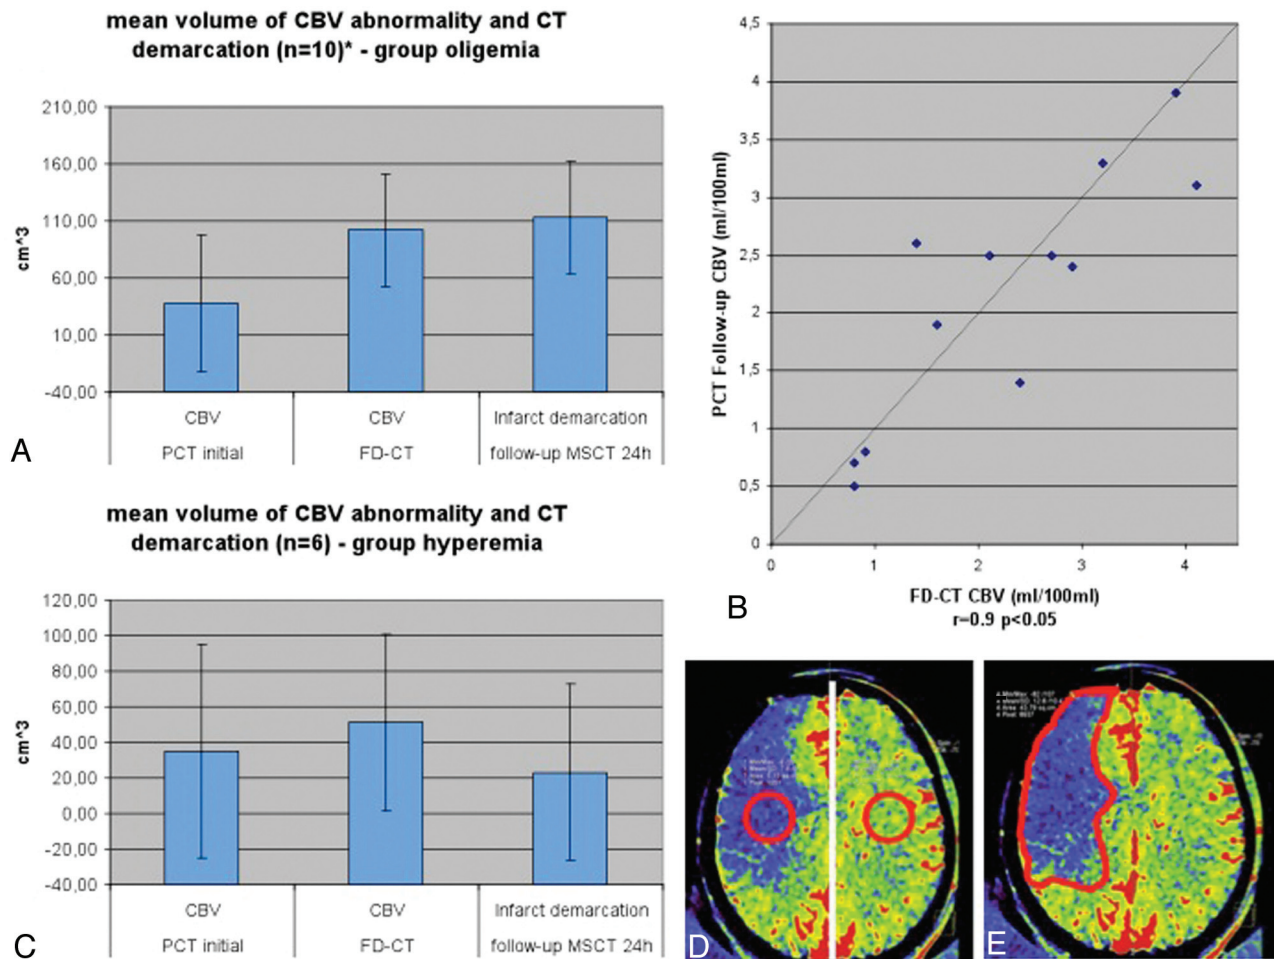 mean volume of CBV abnormality and CT
demarcation (n=10)* - group oligemia
210,00
160,00
110,00
60,00
10,00
-40,00
cm^3
CBV
CBV
Infarct demarcation
PCT initial
FD-CT
follow-up MSCT 24h
A
4,5
4
3,5
3
2,5
2
1,5
1
0,5
0
PCT Follow-up CBV (ml/100ml)
0
1
2
3
4
FD-CT CBV (ml/100ml)
r=0.9 p<0.05
B
mean volume of CBV abnormality and CT
demarcation (n=6) - group hyperemia
120,00
100,00
80,00
60,00
40,00
20,00
0,00
-20,00
-40,00
cm^3
CBV
CBV
Infarct demarcation
PCT initial
FD-CT
follow-up MSCT 24h
C
D
E